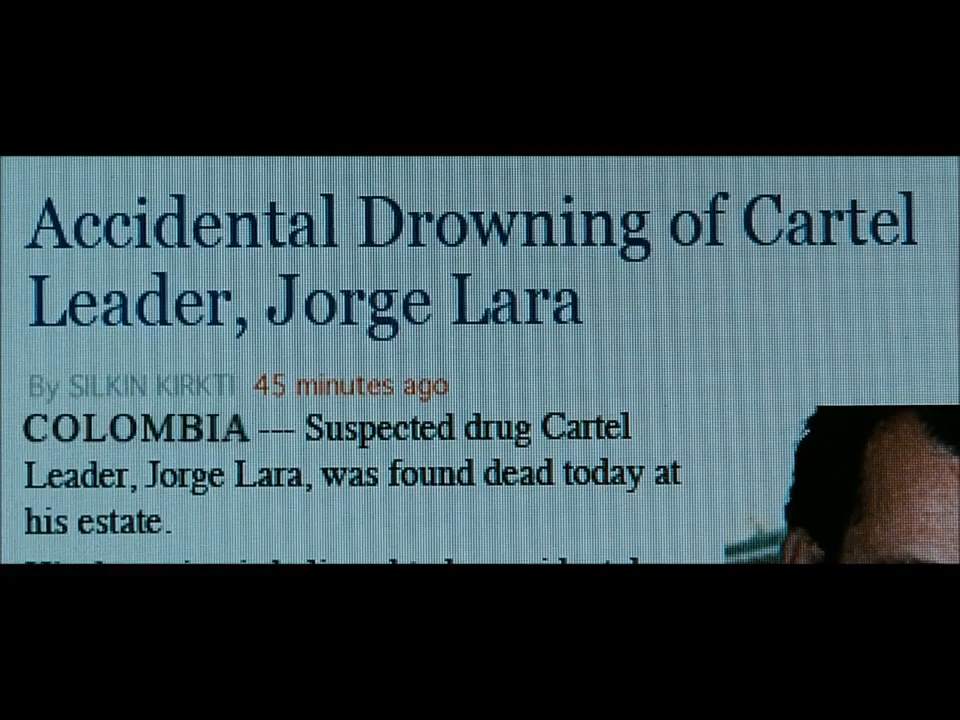 Accidental Drowning of Cartel
Leader, Jorge Lara
By SILKIN KIRKTI 45 minutes ago
COLOMBIA --- Suspected drug Cartel
Leader, Jorge Lara, was found dead today at
his estate.